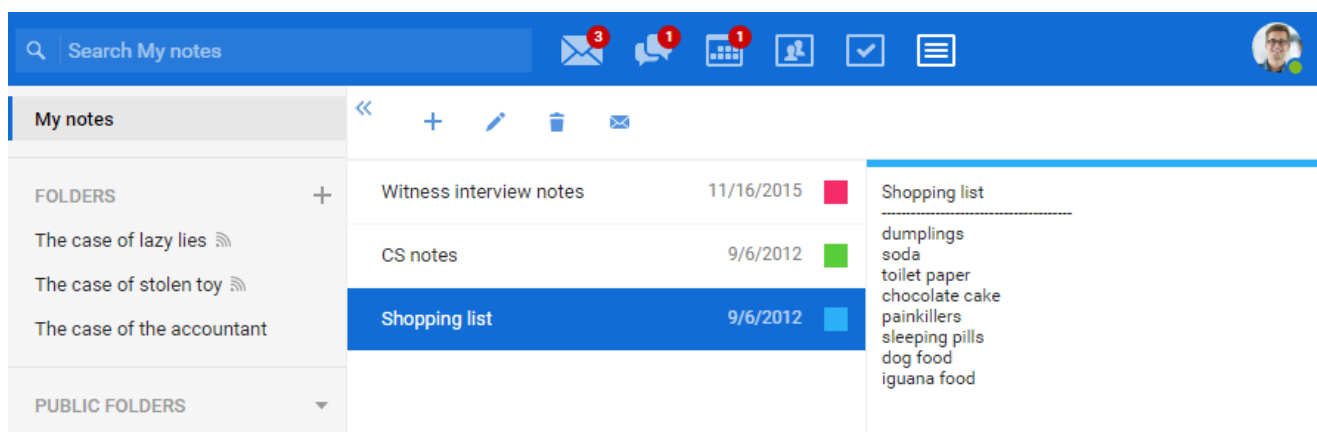 Search My notes
3
1
1
My notes
FOLDERS
The case of lazy lies
The case of stolen toy
The case of the accountant
PUBLIC FOLDERS
Witness interview notes 11/16/2015
CS notes 9/6/2012
Shopping list 9/6/2012
Shopping list
---------------------------------------
dumplings
soda
toilet paper
chocolate cake
painkillers
sleeping pills
dog food
iguana food